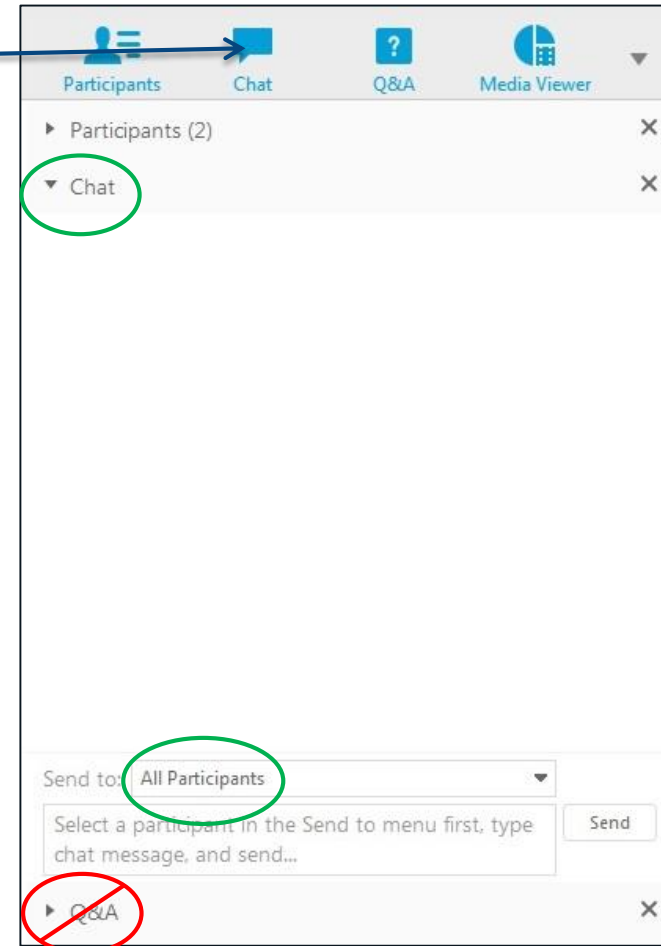 Participants Chat Q&A Media Viewer
Participants (2)
Chat
Send to: All Participants
Select a participant in the Send to menu first, type
chat message, and send...
Send
Q&A